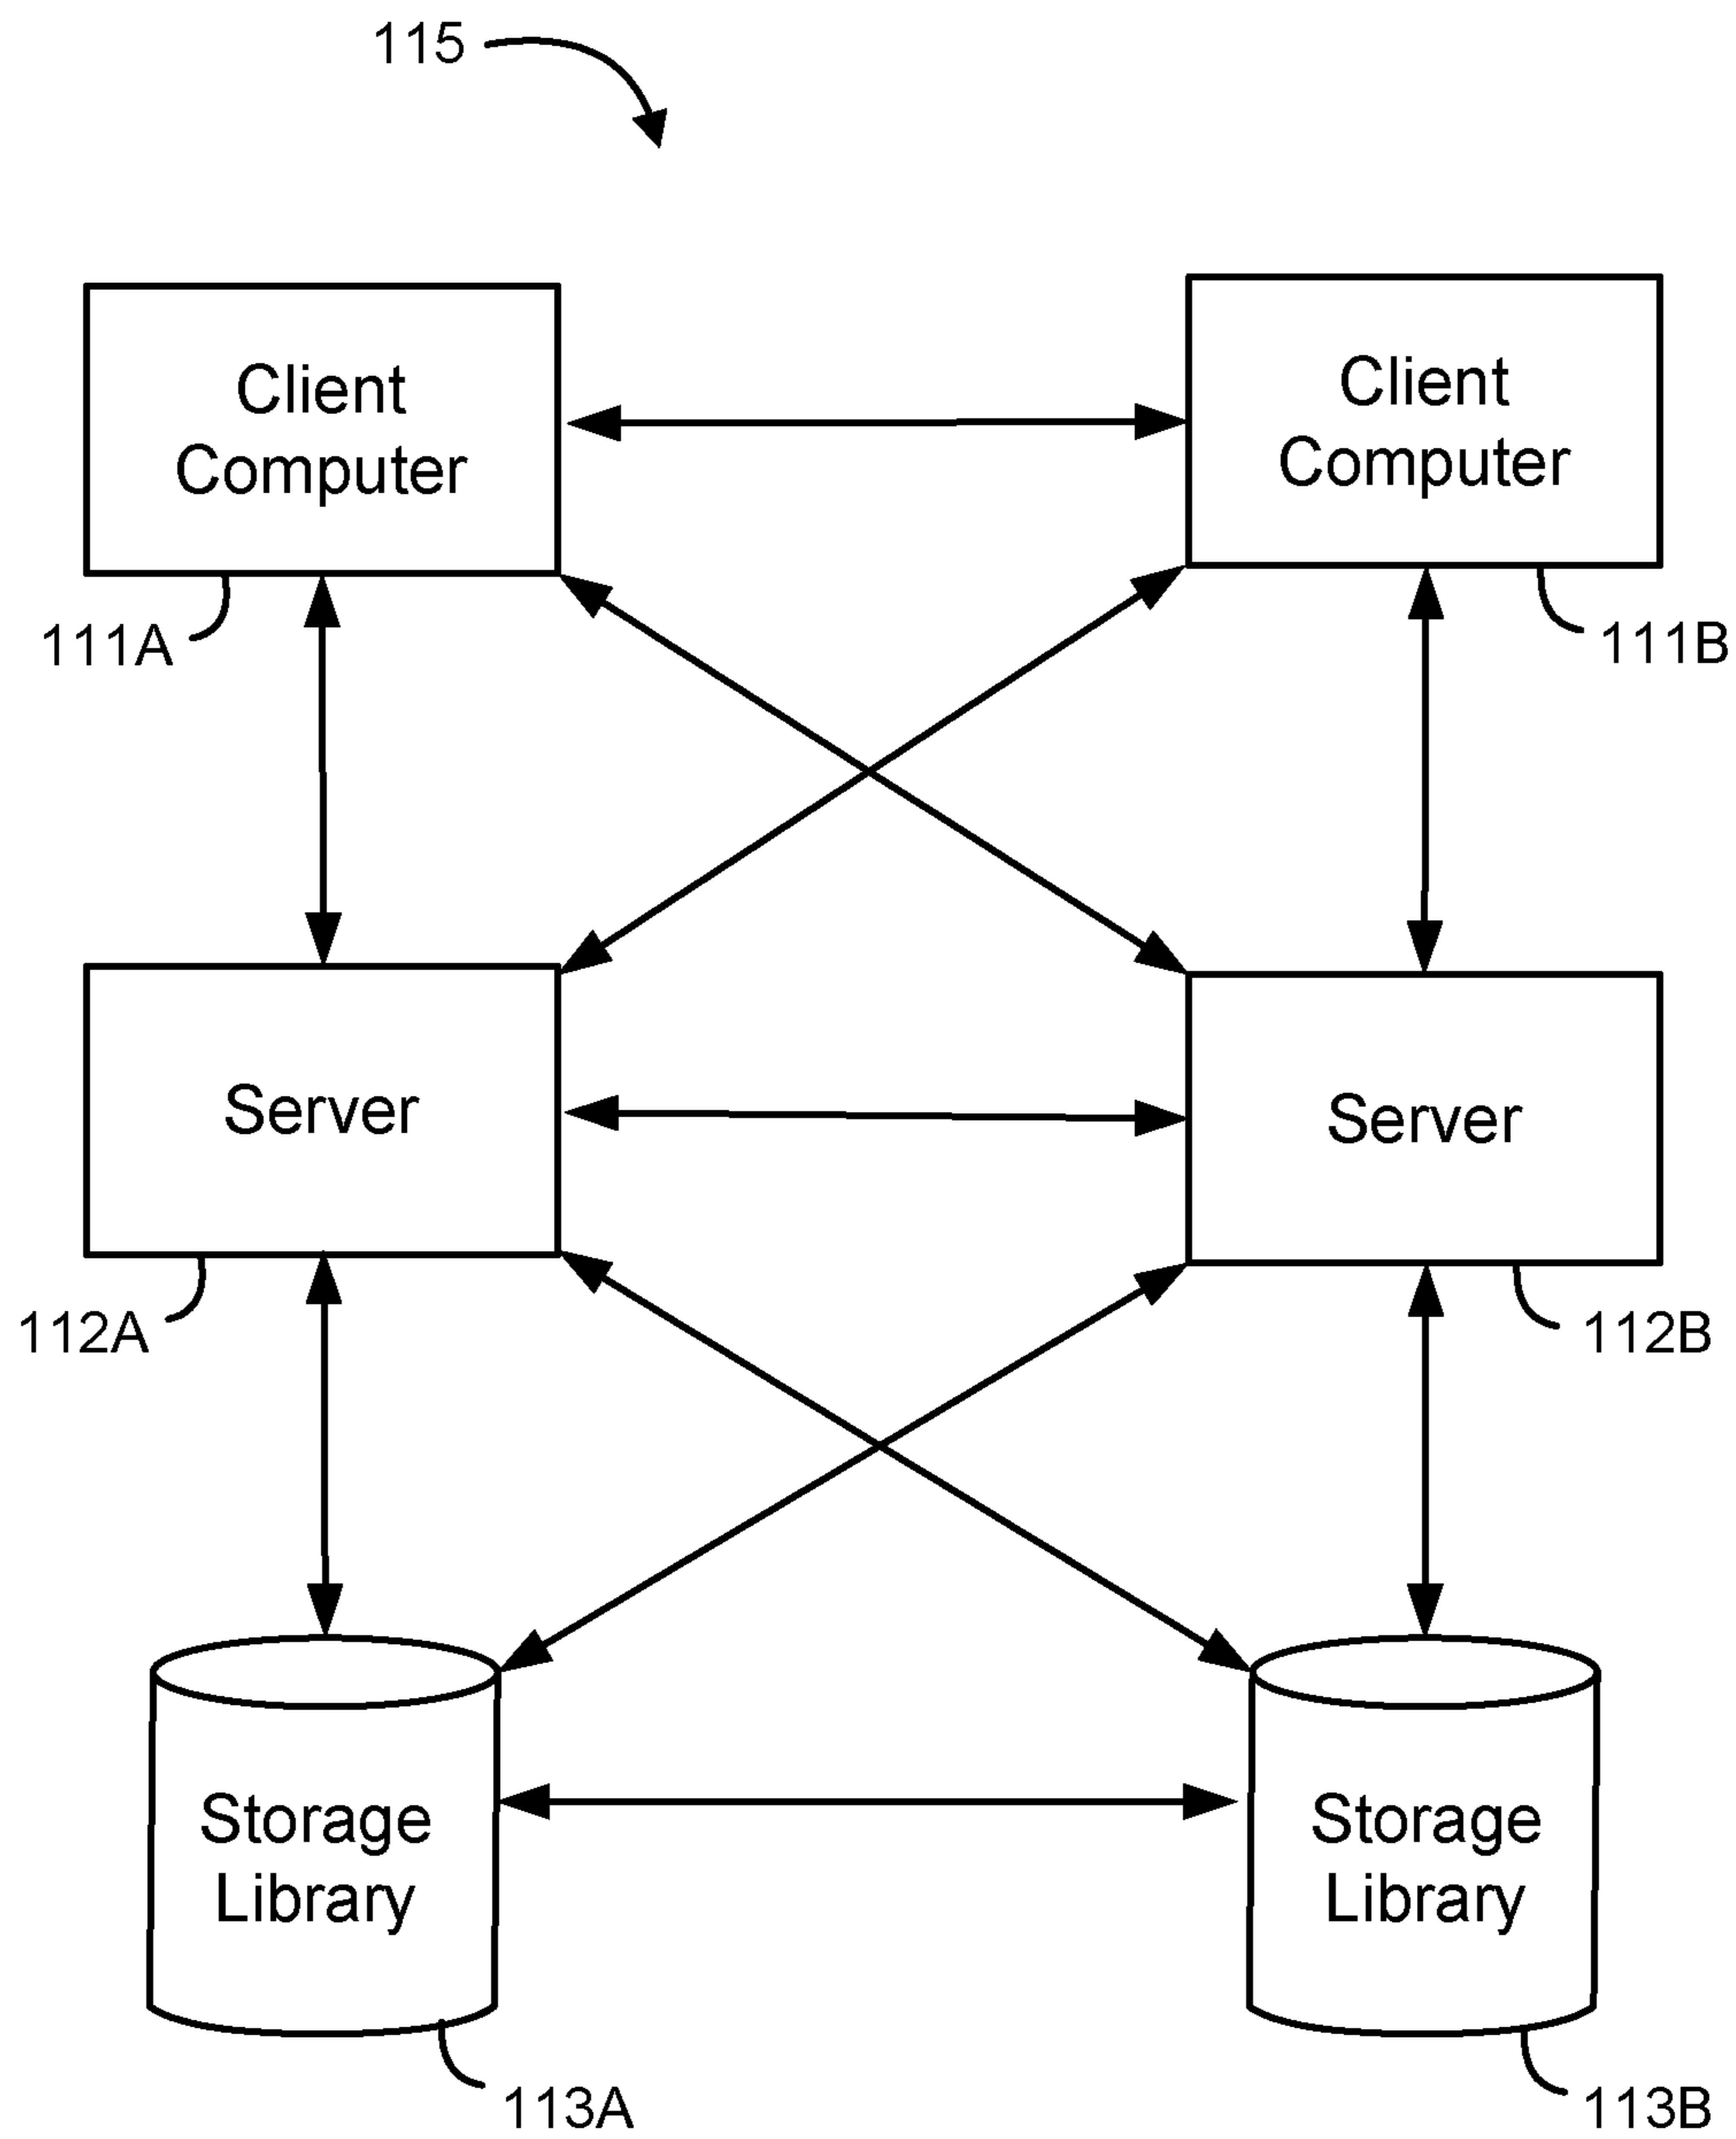 115
Client
Computer
Client
Computer
111A
111B
Server
Server
112A
112B
Storage
Library
Storage
Library
113A
113B